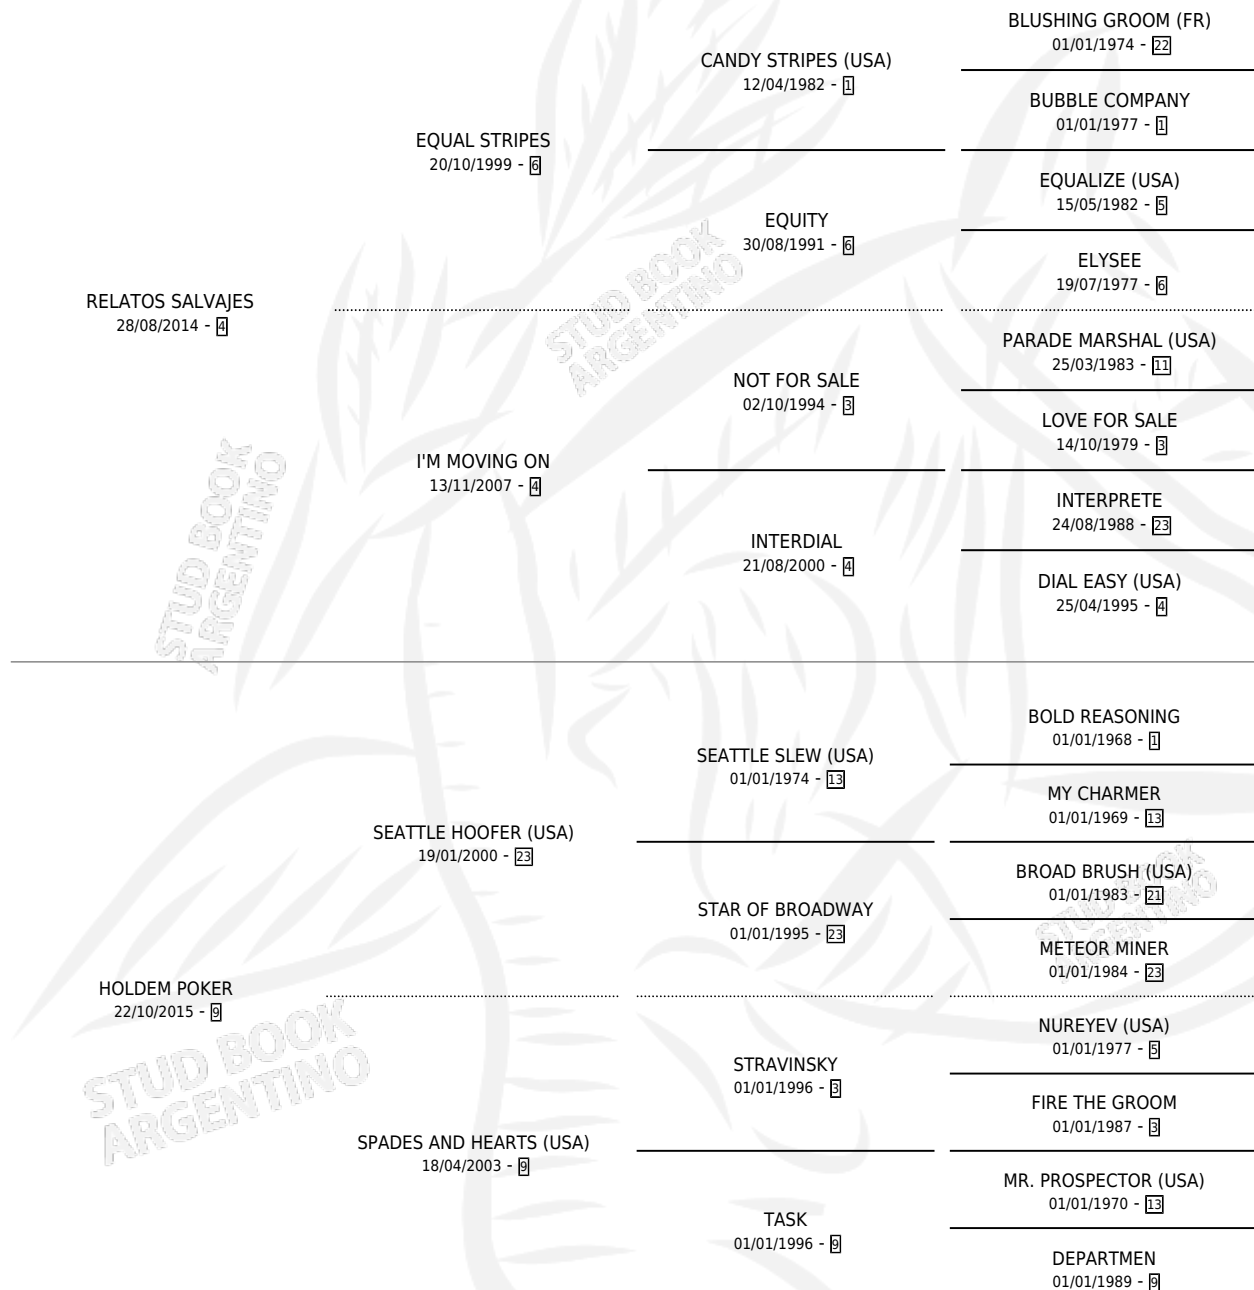 BLUSHING GROOM (FR)
01/01/1974 - 22
CANDY STRIPES (USA)
12/04/1982 - 1
BUBBLE COMPANY
01/01/1977 - 1
EQUAL STRIPES
20/10/1999 - 6
EQUALIZE (USA)
15/05/1982 - 5
EQUITY
30/08/1991 - 6
ELYSEE
19/07/1977 - 6
RELATOS SALVAJES
28/08/2014 - 4
PARADE MARSHAL (USA)
25/03/1983 - 11
NOT FOR SALE
02/10/1994 - 3
LOVE FOR SALE
14/10/1979 - 3
I'M MOVING ON
13/11/2007 - 4
INTERPRETE
24/08/1988 - 23
INTERDIAL
21/08/2000 - 4
DIAL EASY (USA)
25/04/1995 - 4
BOLD REASONING
01/01/1968 - 1
SEATTLE SLEW (USA)
01/01/1974 - 13
MY CHARMER
01/01/1969 - 13
SEATTLE HOOFER (USA)
19/01/2000 - 23
BROAD BRUSH (USA)
01/01/1983 - 21
STAR OF BROADWAY
01/01/1995 - 23
METEOR MINER
01/01/1984 - 23
HOLDEM POKER
22/10/2015 - 9
NUREYEV (USA)
01/01/1977 - 5
STRAVINSKY
01/01/1996 - 3
FIRE THE GROOM
01/01/1987 - 3
SPADES AND HEARTS (USA)
18/04/2003 - 9
MR. PROSPECTOR (USA)
01/01/1970 - 13
TASK
01/01/1996 - 9
DEPARTMEN
01/01/1989 - 9
STUD BOOK
ARGENTINO
STUD BOOK
ARGENTINO
STUD BOOK
ARGENTINO
STUD BOOK
ARGENTINO